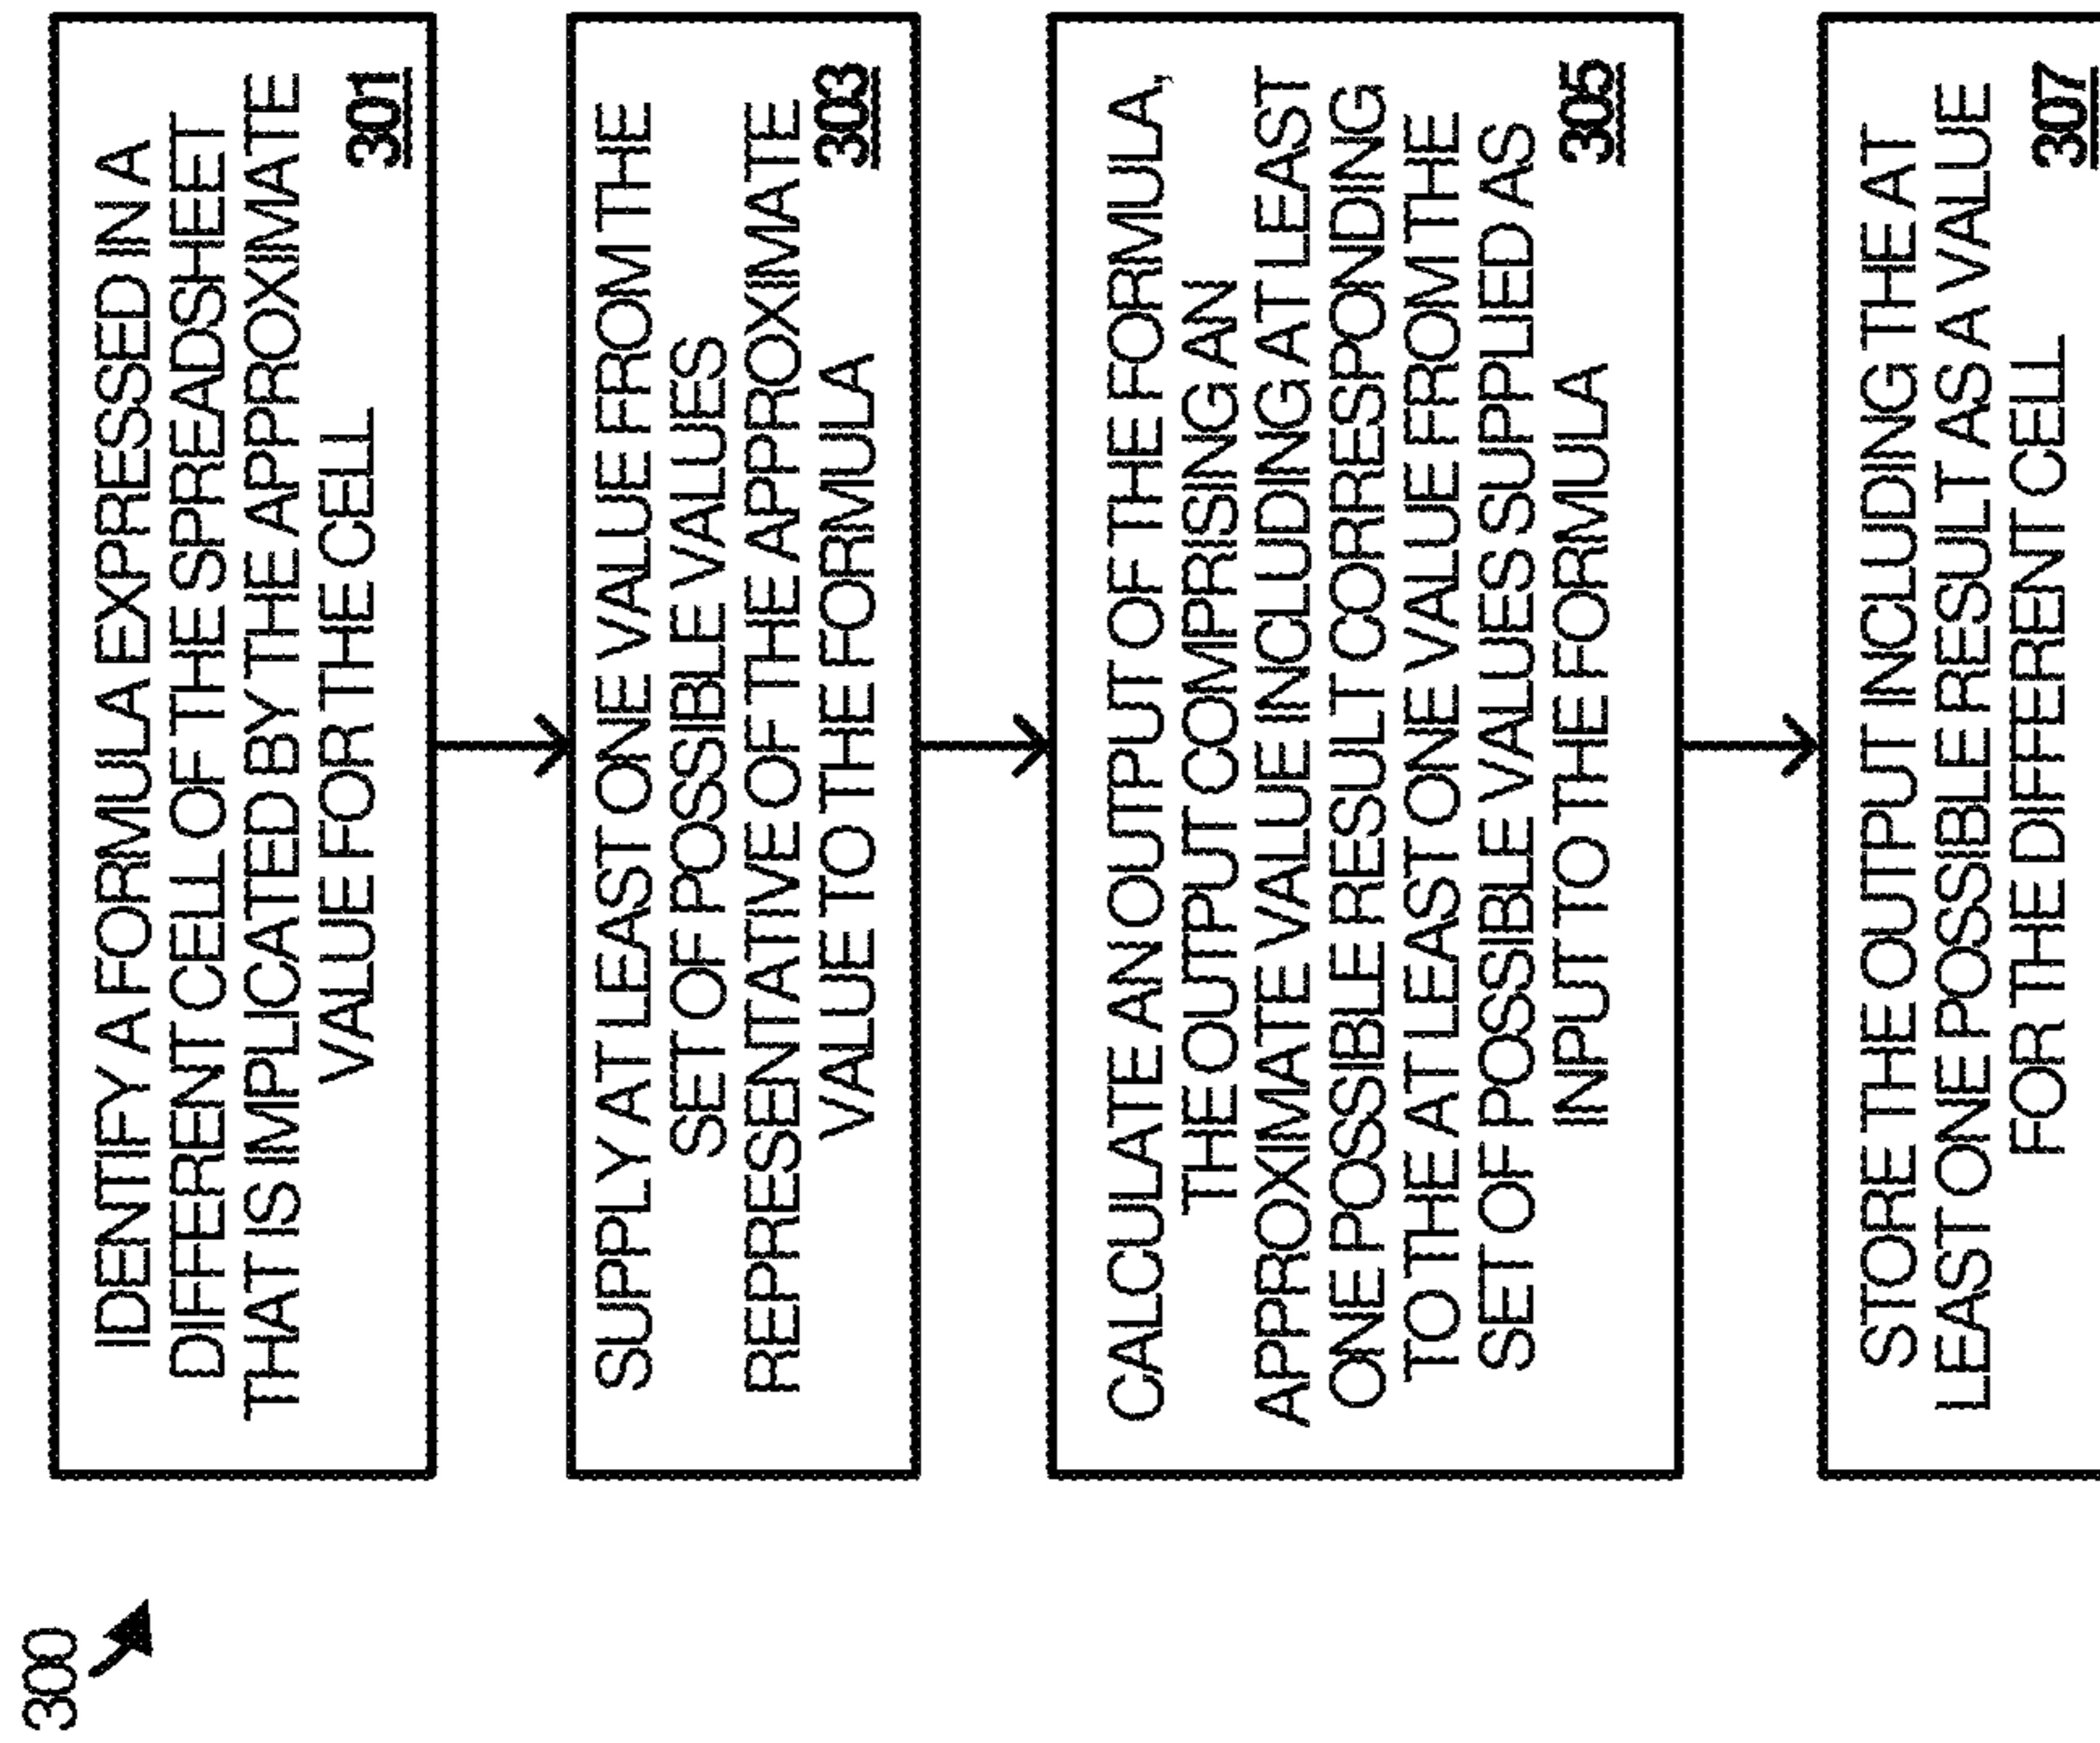 300
IDENTIFY A FORMULA EXPRESSED IN A
DIFFERENT CELL OF THE SPREADSHEET
THAT IS IMPLICATED BY THE APPROXIMATE
VALUE FOR THE CELL
301
SUPPLY AT LEAST ONE VALUE FROM THE
SET OF POSSIBLE VALUES
REPRESENTATIVE OF THE APPROXIMATE
VALUE TO THE FORMULA
303
CALCULATE AN OUTPUT OF THE FORMULA,
THE OUTPUT COMPRISING AN
APPROXIMATE VALUE INCLUDING AT LEAST
ONE POSSIBLE RESULT CORRESPONDING
TO THE AT LEAST ONE VALUE FROM THE
SET OF POSSIBLE VALUES SUPPLIED AS
INPUT TO THE FORMULA
305
STORE THE OUTPUT INCLUDING THE AT
LEAST ONE POSSIBLE RESULT AS A VALUE
FOR THE DIFFERENT CELL
307